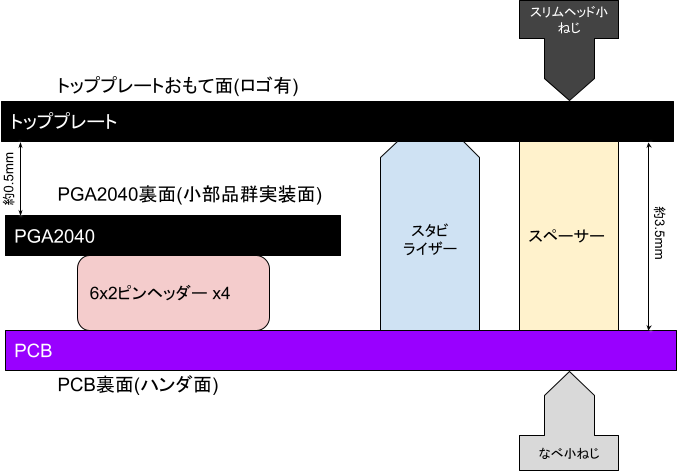 スリムヘッド小
ねじ
トッププレートおもて面(ロゴ有)
トッププレート
約0.5mm
PGA2040裏面(小部品群実装面)
PGA2040
スタビ
ライザー
スペーサー
約3.5mm
6x2ピンヘッダー x4
PCB
PCB裏面(ハンダ面)
なべ小ねじ